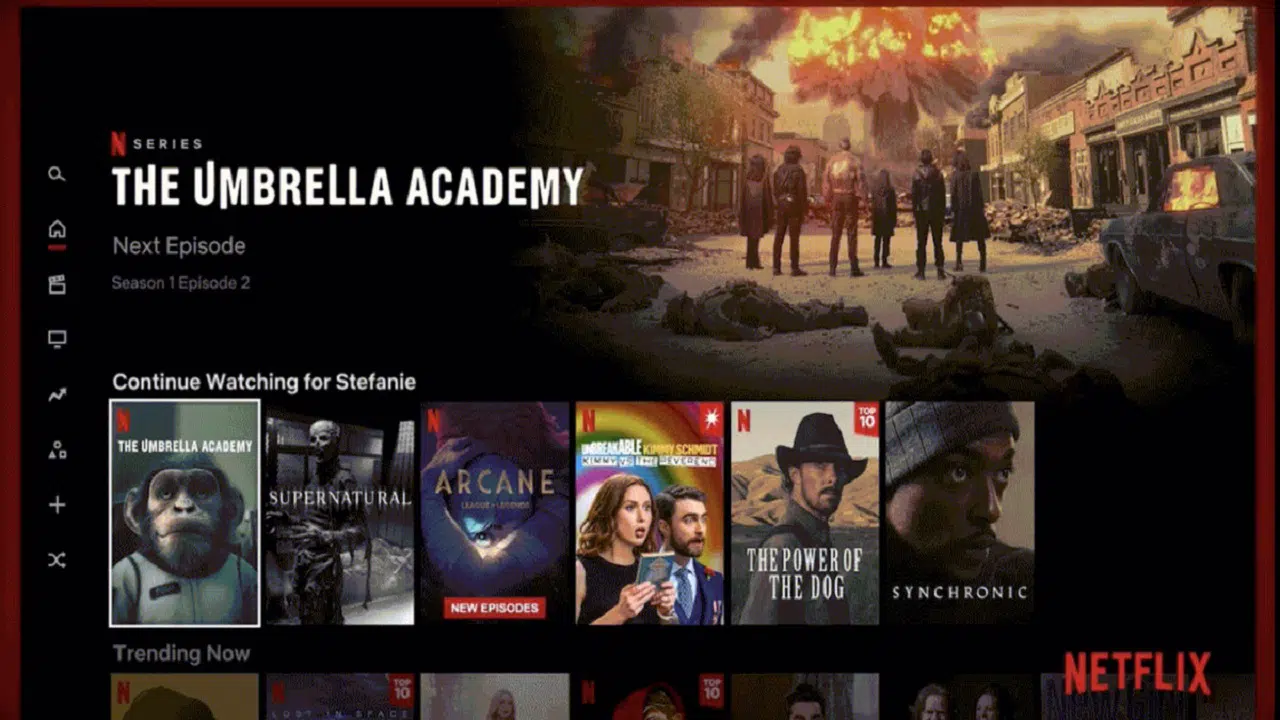 N SERIES
THE UMBRELLA ACADEMY
Next Episode
Season 1 Episode 2
Continue Watching for Stefanie
N
THE UMBRELLA ACADEMY
SUPERNATURAL
N
ARCANE
LEAGUE OF LEGENDS
NEW EPISODES
N
UNBREAKABLE KIMMY SCHMIDT
KIMMY VS THE REVEREND
N
TOP
10
THE POWER OF
THE DOG
SYNCHRONIC
Trending Now
N
N
TOP
10
LOST IN SPACE
N
TOP
10
NETFLIX